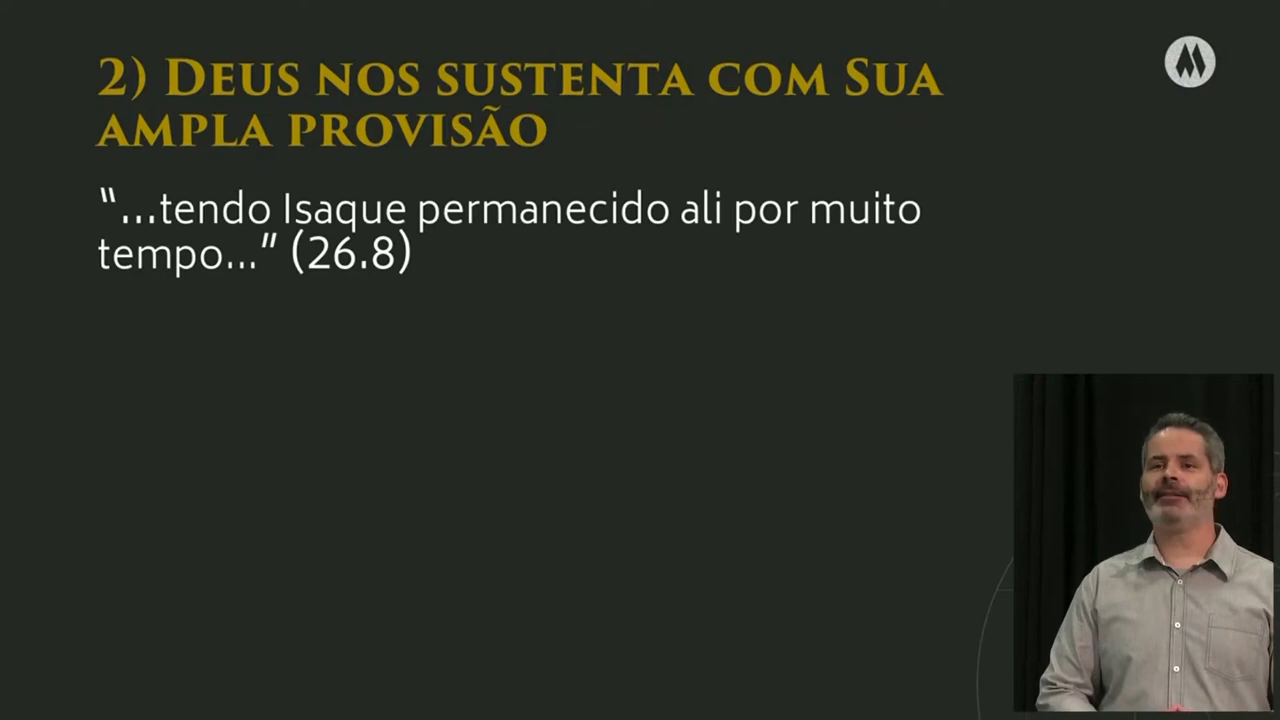 2) Deus nos sustenta com Sua
ampla provisão
“...tendo Isaque permanecido ali por muito
tempo...” (26.8)